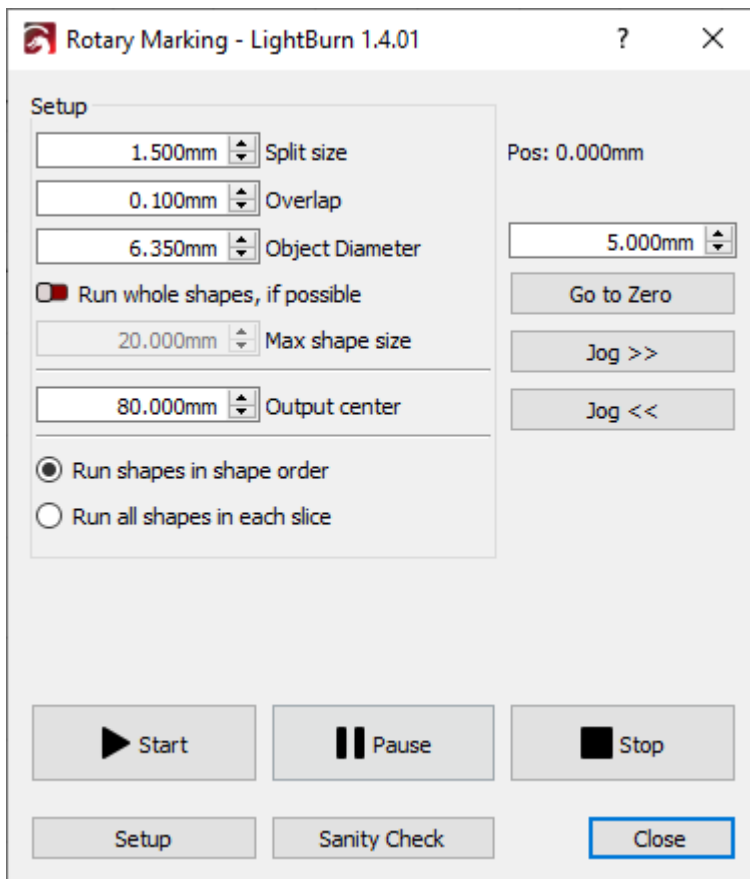 Rotary Marking - LightBurn 1.4.01 ?
Setup
1.500mm Split size Pos: 0.000mm
0.100mm Overlap
6.350mm Object Diameter 5.000mm
Run whole shapes, if possible Go to Zero
20.000mm Max shape size Jog >>
80.000mm Output center Jog <<
Run shapes in shape order
Run all shapes in each slice
Start Pause Stop
Setup Sanity Check Close